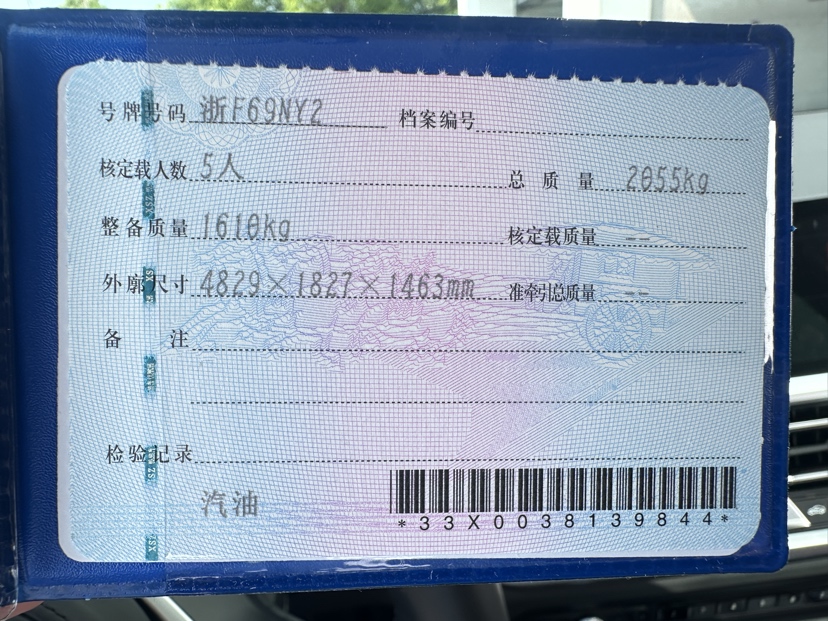 号牌号码 浙F69NY2 档案编号
核定载人数 5人 总质量 2055kg
整备质量 1610kg 核定载质量 --
外廓尺寸 4829×1827×1463mm 准牵引总质量 --
备注
检验记录
汽油
*33X0038139844*